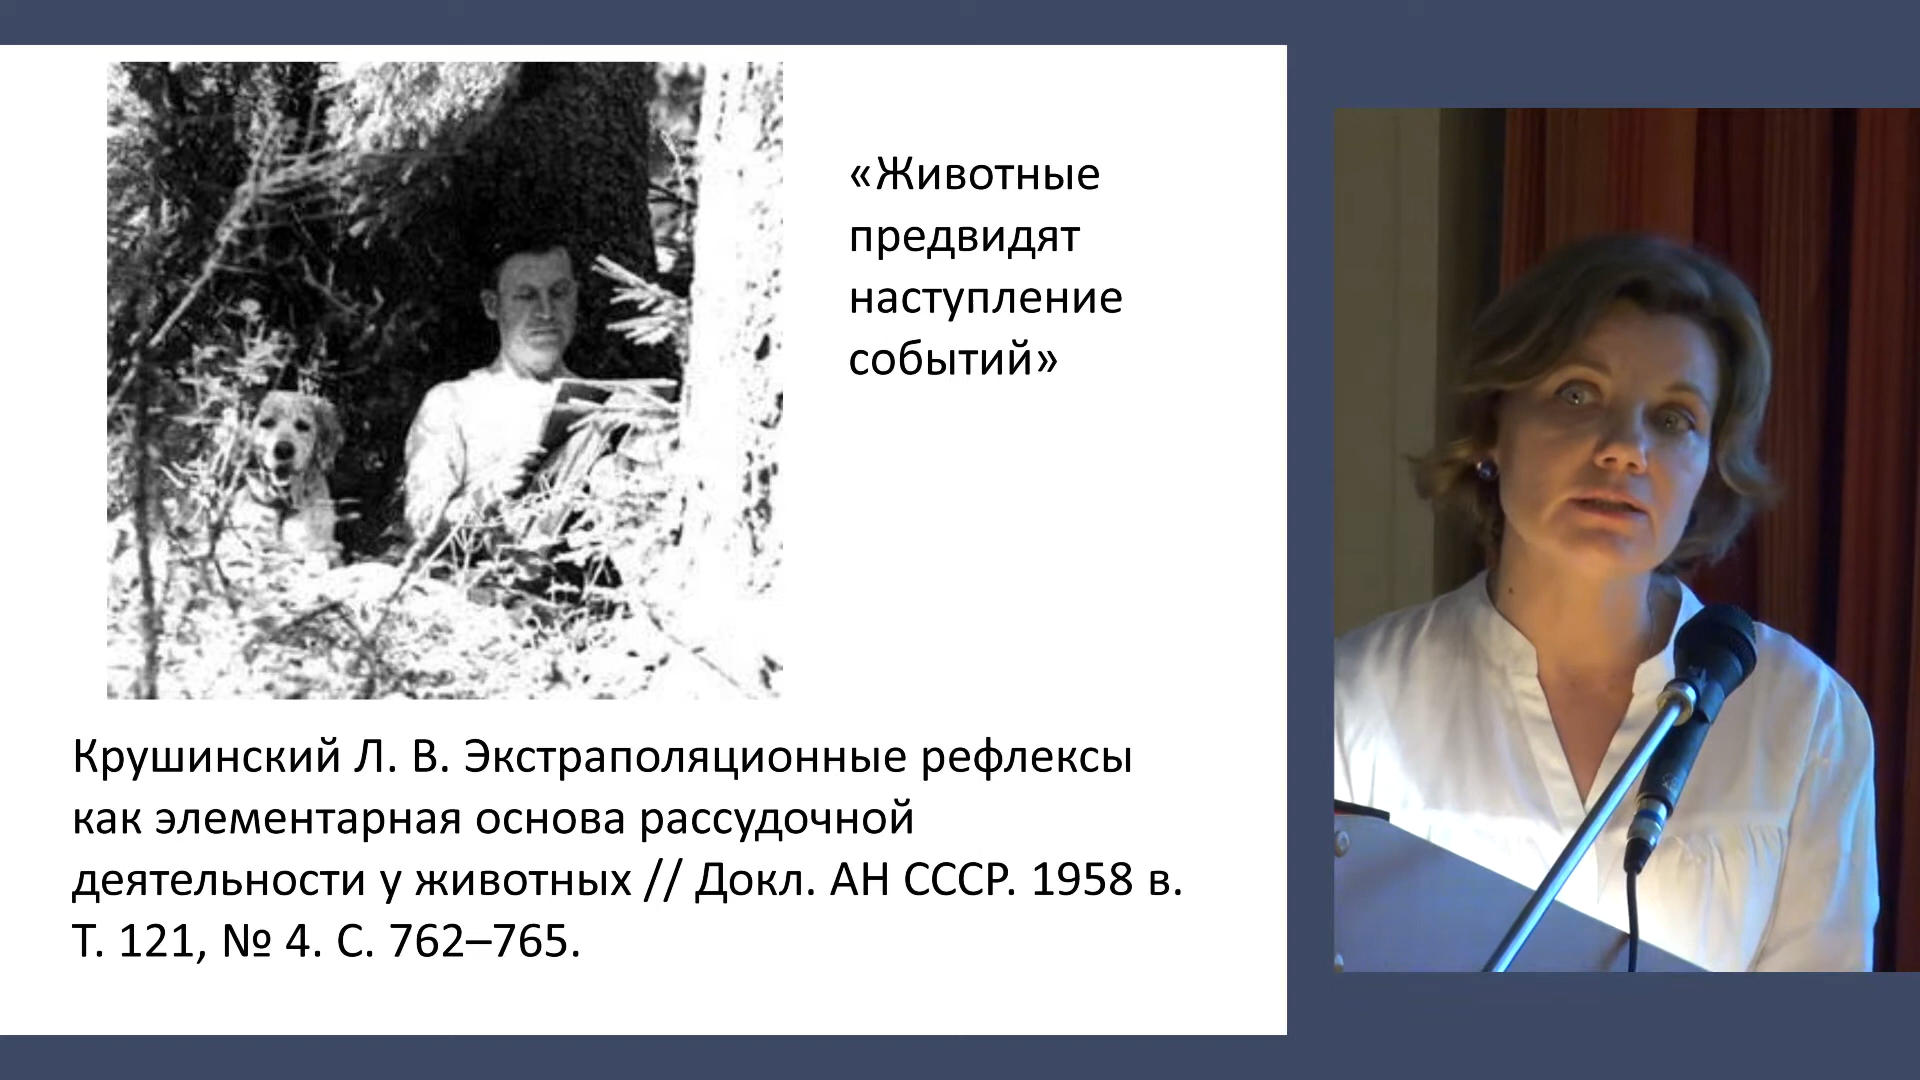 «Животные
предвидят
наступление
событий»
Крушинский Л. В. Экстраполяционные рефлексы
как элементарная основа рассудочной
деятельности у животных // Докл. АН СССР. 1958 в.
Т. 121, № 4. С. 762–765.